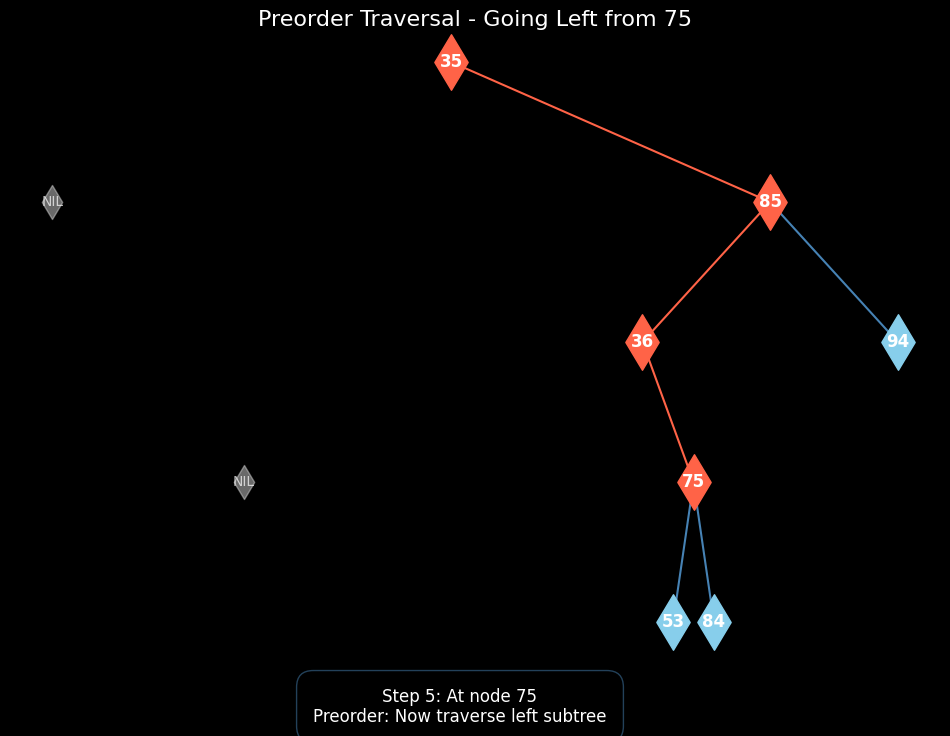 Preorder Traversal - Going Left from 75
35
NIL
85
36
94
NIL
75
53
84
Step 5: At node 75
Preorder: Now traverse left subtree